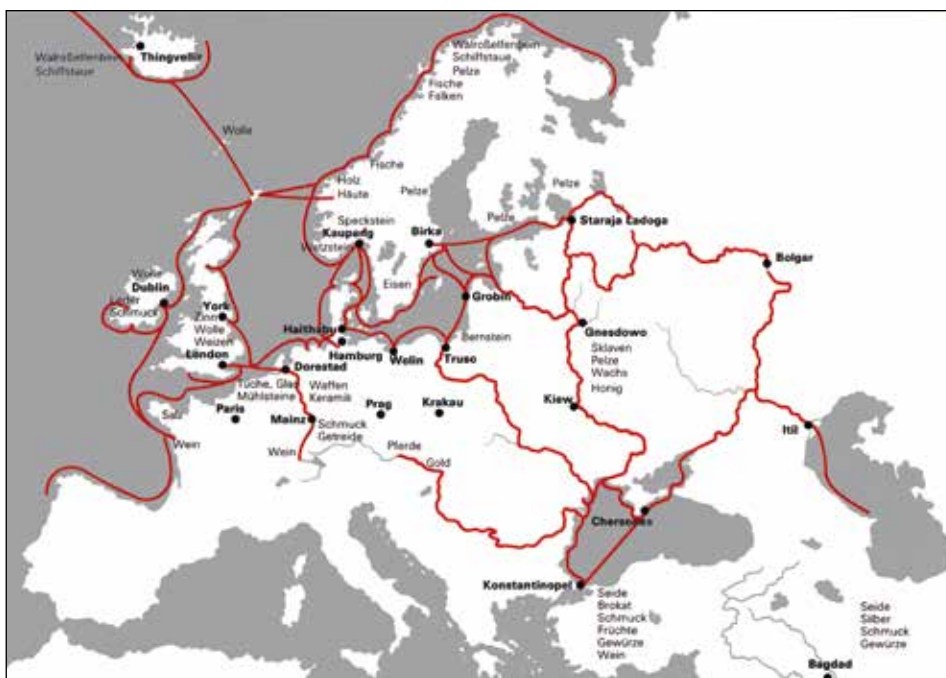 Thingvellir
Walroßelfenbein
Schiffstaue
Walroßelfenbein
Schiffstaue
Pelze
Fische
Falken
Wolle
Fische
Holz
Häute
Pelze
Pelze
Pelze
Speckstein
Kaupang
Wetzstein
Birka
Staraja Ladoga
Bolgar
Wolle
Dublin
Leder
Schmuck
York
Zinn
Wolle
Weizen
London
Eisen
Grobin
Haithabu
Hamburg
Wolin
Bernstein
Truso
Gnesdowo
Sklaven
Pelze
Wachs
Honig
Dorestad
Tuche, Glas
Mühlsteine
Waffen
Keramik
Salz
Paris
Mainz
Schmuck
Getreide
Prag
Krakau
Kiew
Itil
Wein
Wein
Pferde
Gold
Konstantinopel
Seide
Brokat
Schmuck
Früchte
Gewürze
Wein
Seide
Silber
Schmuck
Gewürze
Bagdad